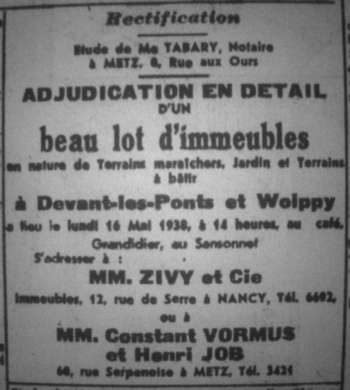 Rectification
Etude de Me TABARY, Notaire
à METZ, 8, Rue aux Ours
ADJUDICATION EN DETAIL
D'UN
beau lot d'immeubles
en nature de Terrains maraîchers, Jardin et Terrains
à bâtir
à Devant-les-Ponts et Woippy
a lieu le lundi 16 Mai 1938, à 14 heures, au café,
Grandidier, au Sansonnet
S'adresser à :
MM. ZIVY et Cie
Immeubles, 12, rue de Serre à NANCY, Tél. 6602,
ou à
MM. Constant VORMUS
et Henri JOB
60, rue Serpenoise à METZ, Tél. 3421